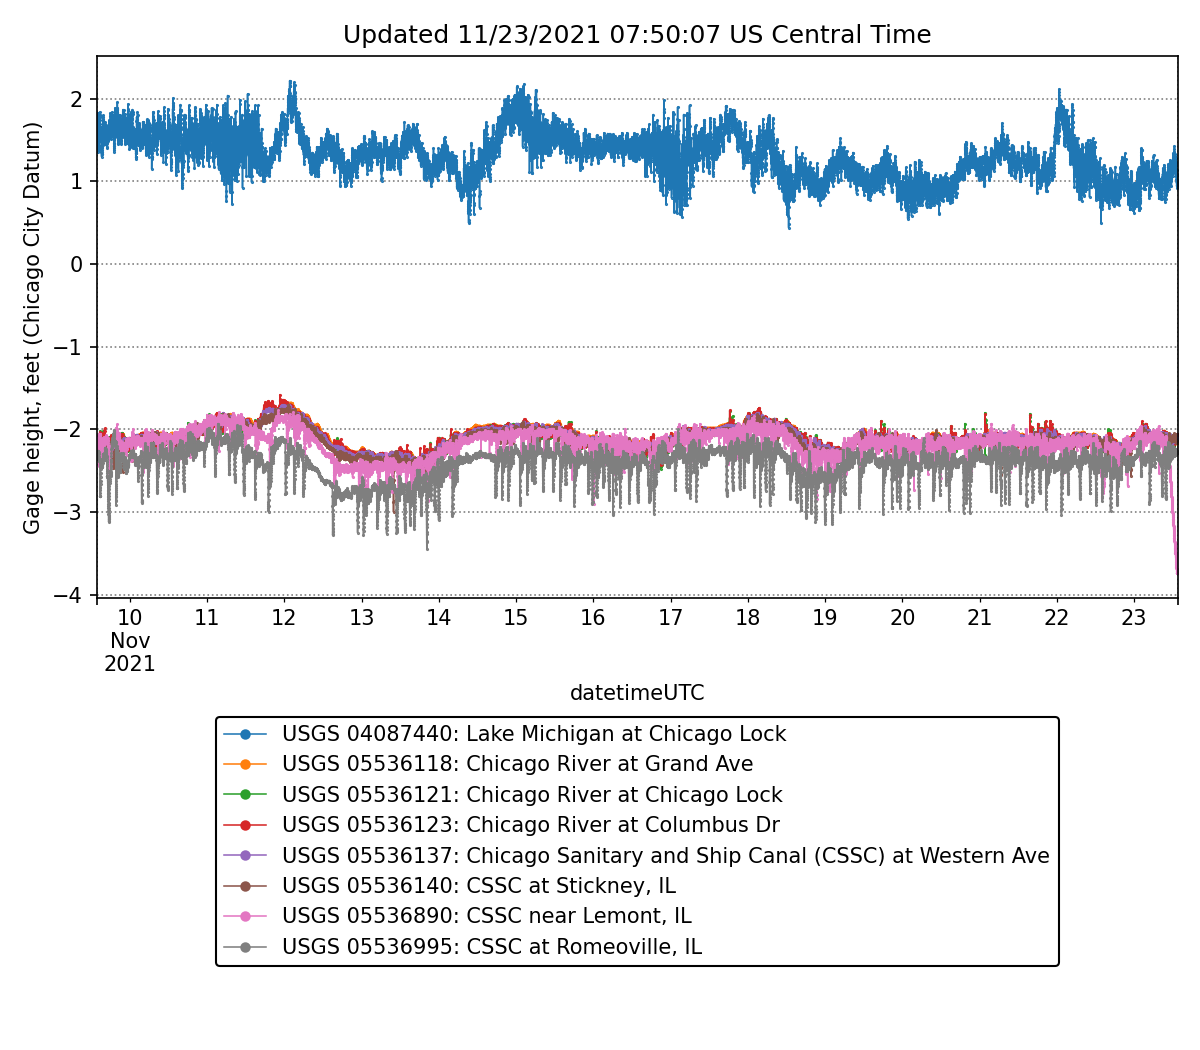 Updated 11/23/2021 07:50:07 US Central Time
Gage height, feet (Chicago City Datum)
2
1
0
−1
−2
−3
−4
10 11 12 13 14 15 16 17 18 19 20 21 22 23
Nov
2021
datetimeUTC
USGS 04087440: Lake Michigan at Chicago Lock
USGS 05536118: Chicago River at Grand Ave
USGS 05536121: Chicago River at Chicago Lock
USGS 05536123: Chicago River at Columbus Dr
USGS 05536137: Chicago Sanitary and Ship Canal (CSSC) at Western Ave
USGS 05536140: CSSC at Stickney, IL
USGS 05536890: CSSC near Lemont, IL
USGS 05536995: CSSC at Romeoville, IL